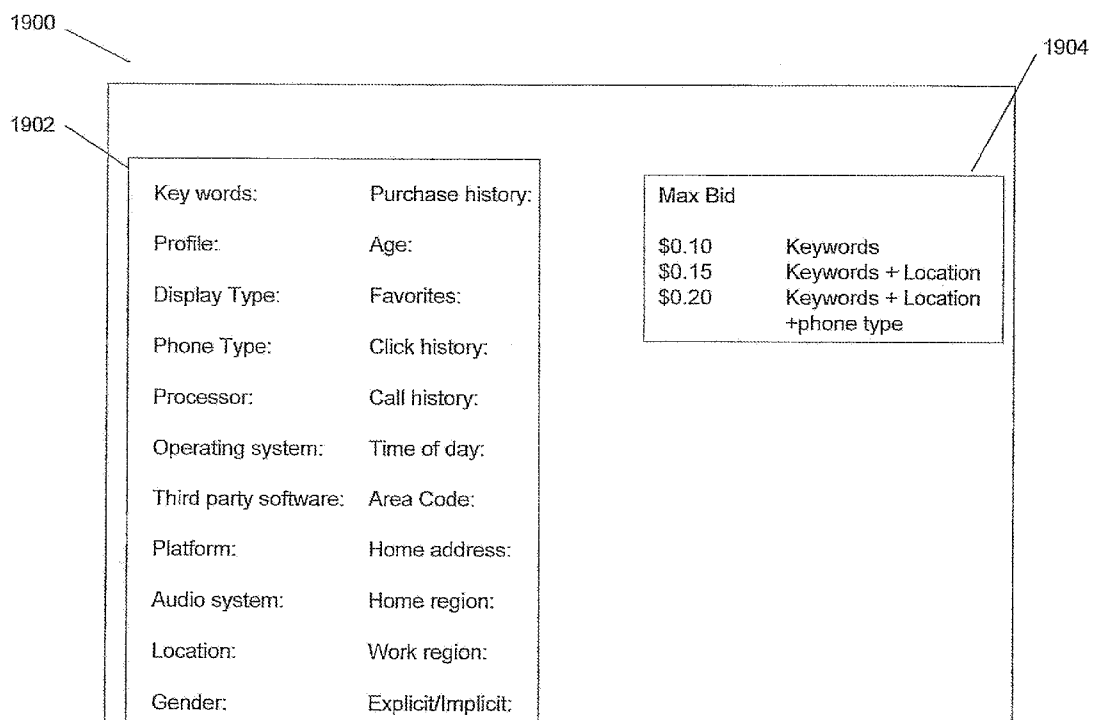 1900
1904
1902
Key words: Purchase history:
Profile: Age:
Display Type: Favorites:
Phone Type: Click history:
Processor: Call history:
Operating system: Time of day:
Third party software: Area Code:
Platform: Home address:
Audio system: Home region:
Location: Work region:
Gender: Explicit/Implicit:
Max Bid
$0.10 Keywords
$0.15 Keywords + Location
$0.20 Keywords + Location
+phone type